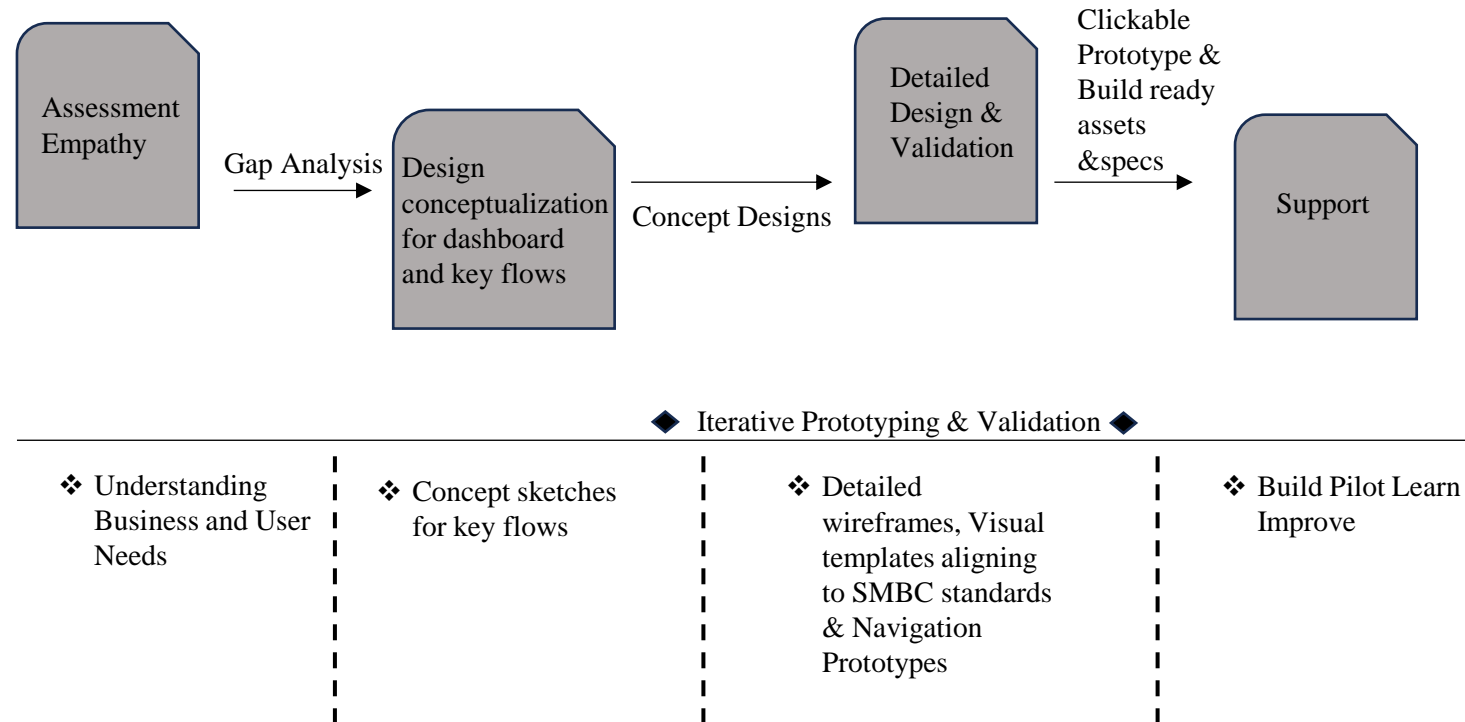 Assessment
Empathy
Gap Analysis
Design
conceptualization
for dashboard
and key flows
Concept Designs
Detailed
Design &
Validation
Clickable
Prototype &
Build ready
assets
&specs
Support
Iterative Prototyping & Validation
Understanding
Business and User
Needs
Concept sketches
for key flows
Detailed
wireframes, Visual
templates aligning
to SMBC standards
& Navigation
Prototypes
Build Pilot Learn
Improve